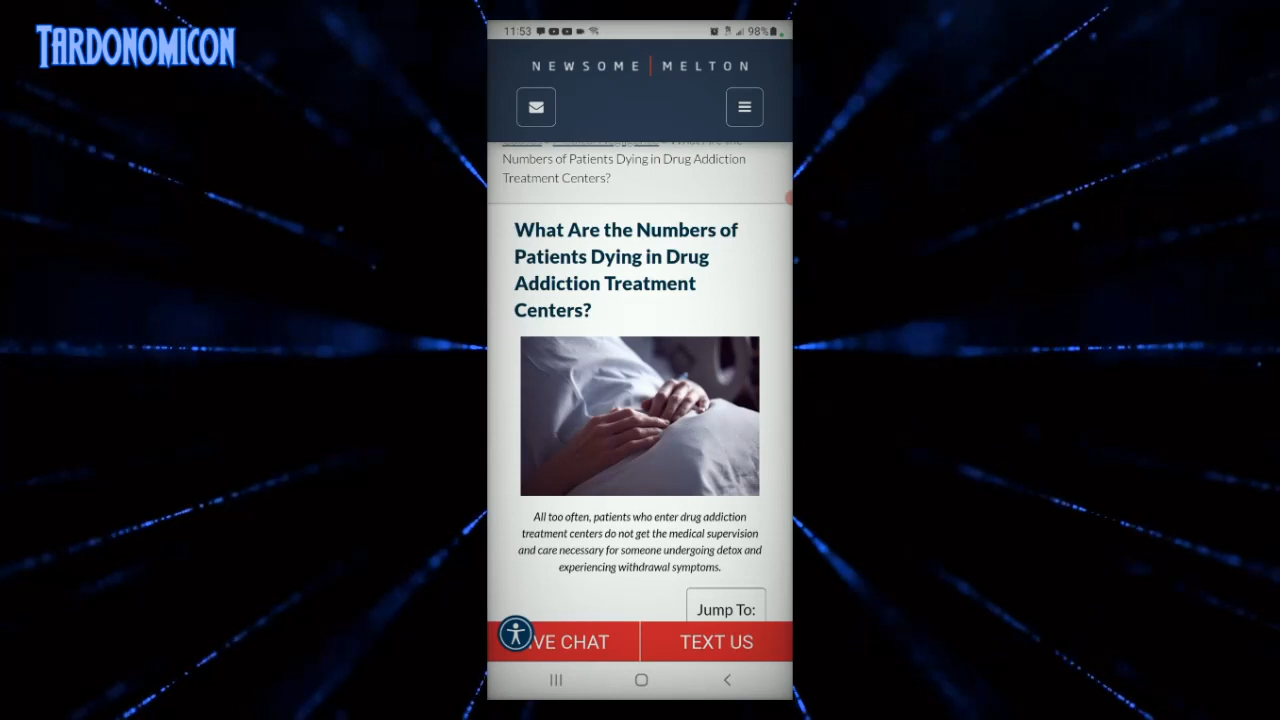 TARDONOMICON
11:53
98%
NEWSOME | MELTON
Numbers of Patients Dying in Drug Addiction
Treatment Centers?
What Are the Numbers of
Patients Dying in Drug
Addiction Treatment
Centers?
All too often, patients who enter drug addiction
treatment centers do not get the medical supervision
and care necessary for someone undergoing detox and
experiencing withdrawal symptoms.
Jump To:
VE CHAT
TEXT US